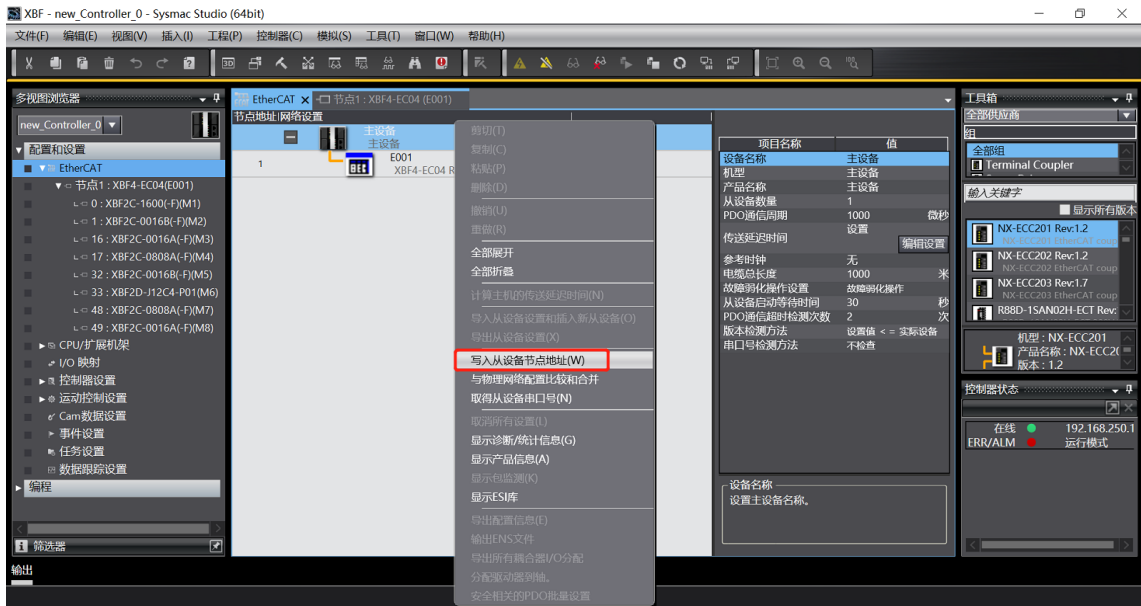 XBF - new_Controller_0 - Sysmac Studio (64bit)
文件(F) 编辑(E) 视图(V) 插入(I) 工程(P) 控制器(C) 模拟(S) 工具(T) 窗口(W) 帮助(H)
多视图浏览器
new_Controller_0
配置和设置
EtherCAT
节点1 : XBF4-EC04(E001)
0 : XBF2C-1600(-F)(M1)
1 : XBF2C-0016B(-F)(M2)
16 : XBF2C-0016A(-F)(M3)
17 : XBF2C-0808A(-F)(M4)
32 : XBF2C-0016B(-F)(M5)
33 : XBF2D-J12C4-P01(M6)
48 : XBF2C-0808A(-F)(M7)
49 : XBF2C-0016A(-F)(M8)
CPU/扩展机架
I/O 映射
控制器设置
运动控制设置
Cam数据设置
事件设置
任务设置
数据跟踪设置
编程
筛选器
输出
EtherCAT 节点1 : XBF4-EC04 (E001)
节点地址|网络设置
主设备
主设备
1
E001
XBF4-EC04 R
剪切(T)
复制(C)
粘贴(P)
删除(D)
撤销(U)
重做(R)
全部展开
全部折叠
计算主机的传送延迟时间(N)
导入从设备设置和插入新从设备(O)
导出从设备设置(X)
写入从设备节点地址(W)
与物理网络配置比较和合并
取得从设备串口号(N)
取消所有设置(L)
显示诊断/统计信息(G)
显示产品信息(A)
显示包监测(K)
显示ESI库
导出配置信息(E)
输出ENS文件
导出所有耦合器I/O分配
分配驱动器到轴。
安全相关的PDO批量设置
项目名称 值
设备名称 主设备
机型 主设备
产品名称 主设备
从设备数量 1
PDO通信周期 1000 微秒
传送延迟时间 设置
编辑设置
参考时钟 无
电缆总长度 1000 米
故障弱化操作设置 故障弱化操作
从设备启动等待时间 30 秒
PDO通信超时检测次数 2 次
版本检测方法 设置值 < = 实际设备
串口号检测方法 不检查
设备名称
设置主设备名称。
工具箱
全部供应商
组
全部组
Terminal Coupler
输入关键字
显示所有版本
NX-ECC201 Rev:1.2
NX-ECC201 EtherCAT coup
NX-ECC202 Rev:1.2
NX-ECC202 EtherCAT coup
NX-ECC203 Rev:1.7
NX-ECC203 EtherCAT coup
R88D-1SAN02H-ECT Rev:
机型 : NX-ECC201
产品名称 : NX-ECC2(
版本 : 1.2
控制器状态
在线 192.168.250.1
ERR/ALM 运行模式